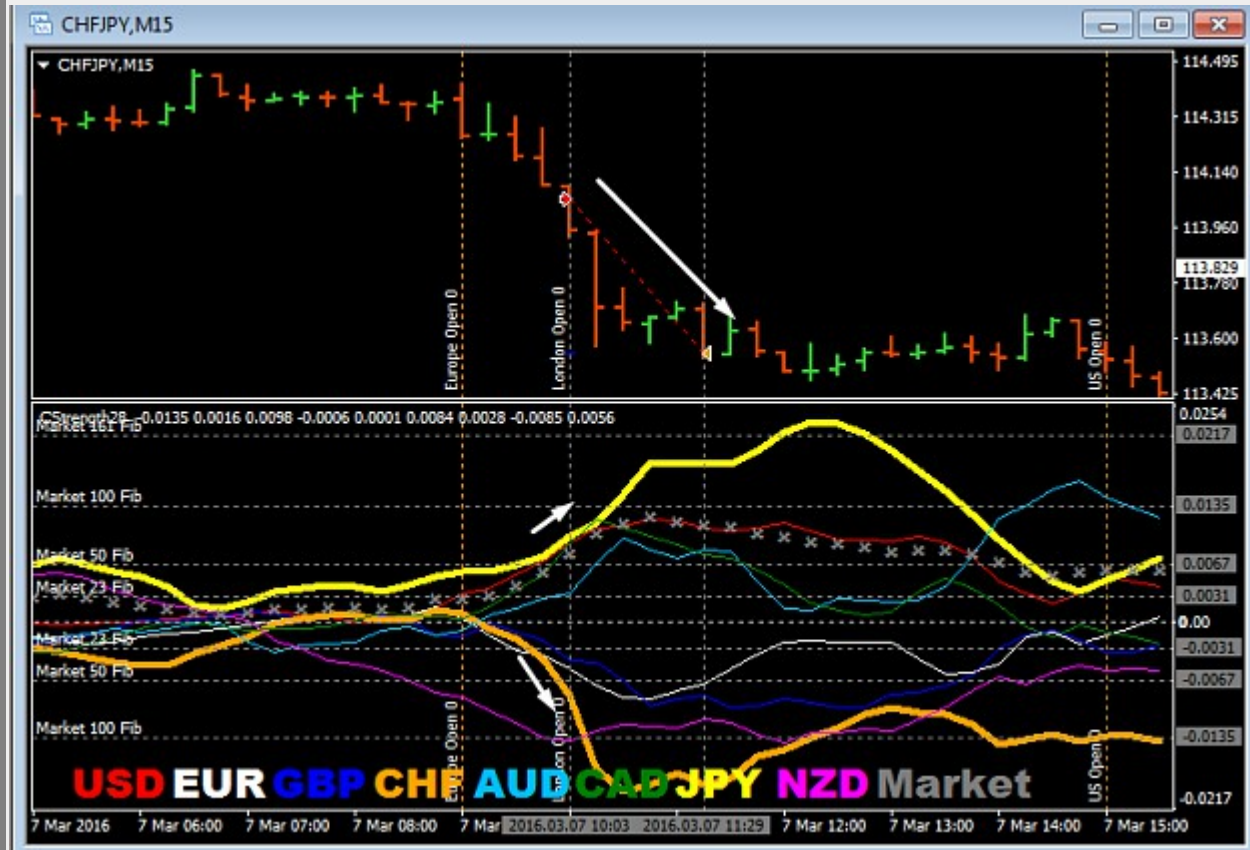 CHFJPY,M15
CHFJPY,M15
114.495
114.315
114.140
113.960
113.829
113.780
113.600
113.425
Europe Open 0
London Open 0
US Open 0
CStrength28 -0.0135 0.0016 0.0098 -0.0006 0.0001 0.0084 0.0028 -0.0085 0.0056
Market 161 Fib
Market 100 Fib
Market 50 Fib
Market 23 Fib
Market 23 Fib
Market 50 Fib
Market 100 Fib
0.0254
0.0217
0.0135
0.0067
0.0031
0.00
-0.0031
-0.0067
-0.0135
-0.0217
Europe Open 0
London Open 0
US Open 0
USD EUR GBP CHF AUD CAD JPY NZD Market
7 Mar 2016 7 Mar 06:00 7 Mar 07:00 7 Mar 08:00 7 Mar 2016.03.07 10:03 2016.03.07 11:29 7 Mar 12:00 7 Mar 13:00 7 Mar 14:00 7 Mar 15:00